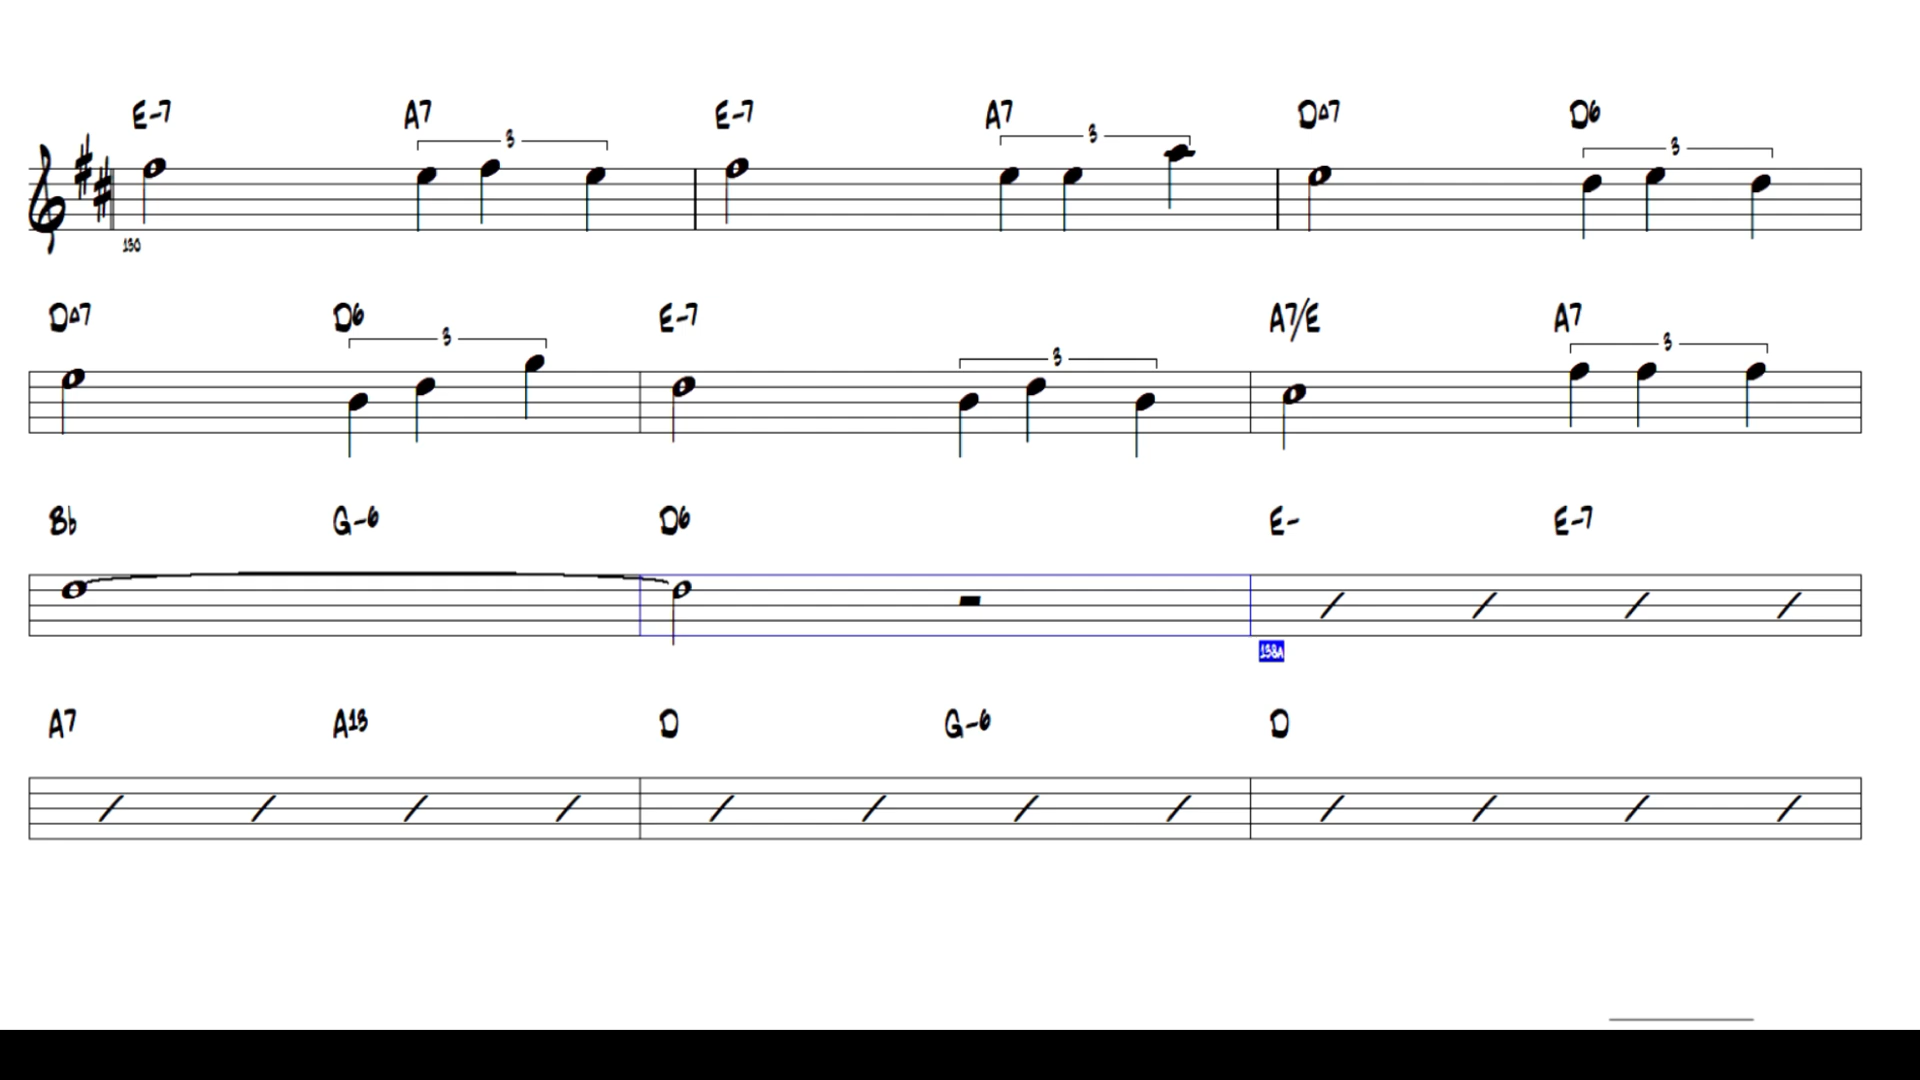 E-7 A7 E-7 A7 D△7 D6
3 3 3
130
D△7 D6 E-7 A7/E A7
3 3 3
B♭ G-6 D6 E- E-7
138A
A7 A13 D G-6 D